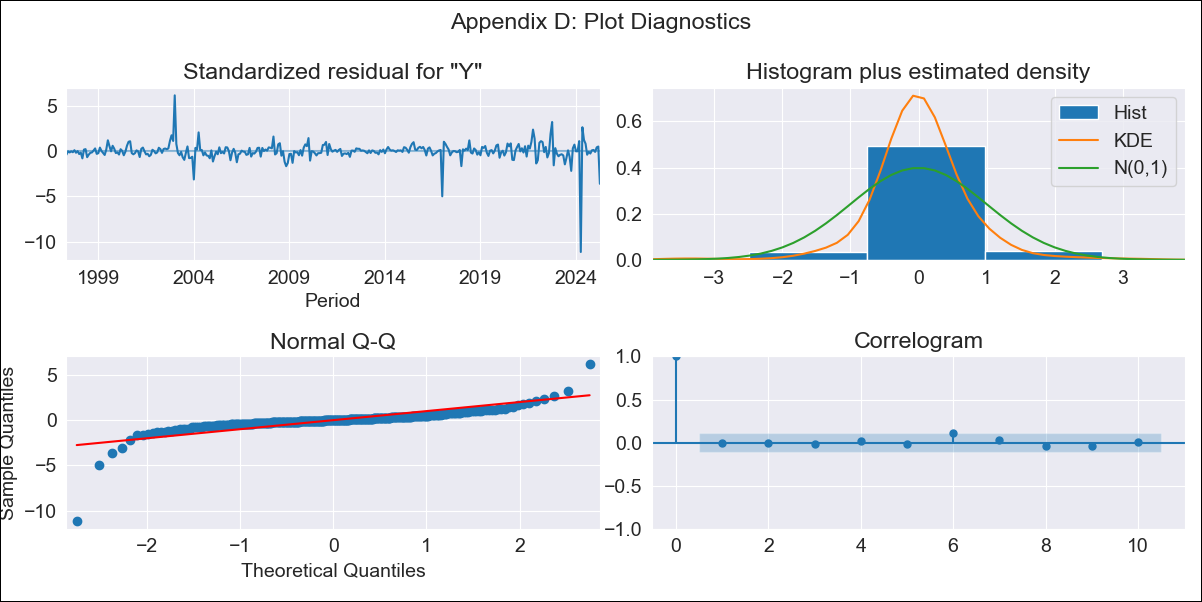 Appendix D: Plot Diagnostics
Standardized residual for "Y"
5
0
−5
−10
1999 2004 2009 2014 2019 2024
Period
Histogram plus estimated density
Hist
KDE
N(0,1)
0.6
0.4
0.2
0.0
−3 −2 −1 0 1 2 3
Normal Q-Q
Sample Quantiles
5
0
−5
−10
−2 −1 0 1 2
Theoretical Quantiles
Correlogram
1.0
0.5
0.0
−0.5
−1.0
0 2 4 6 8 10